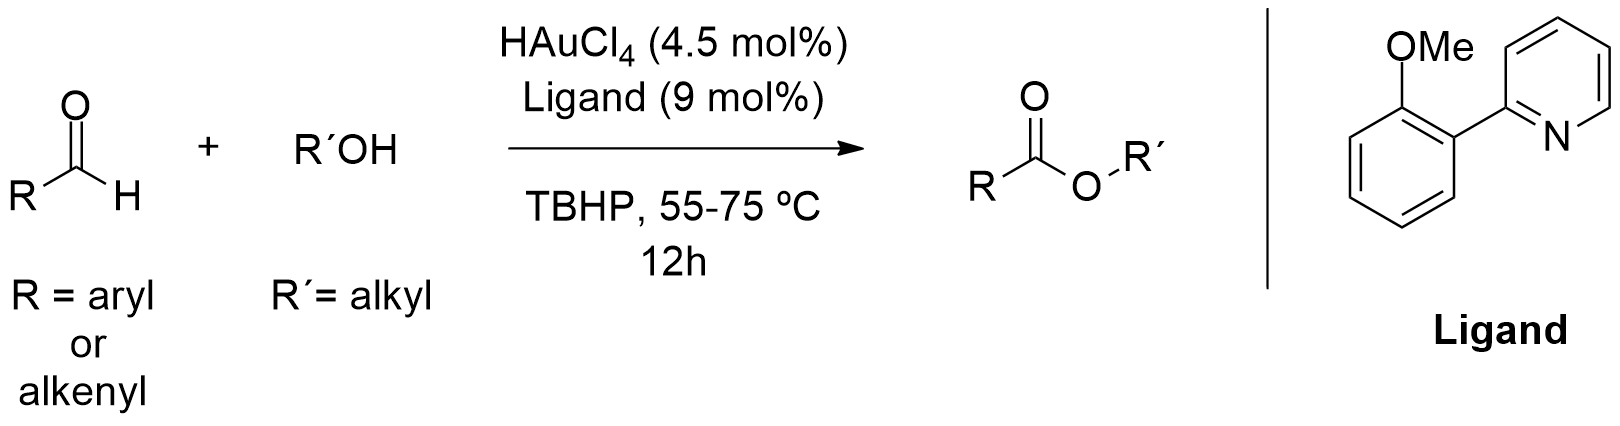 HAuCl4 (4.5 mol%)
Ligand (9 mol%)
O
R
H
+
R´OH
TBHP, 55-75 ºC
12h
O
R
O
R´
R = aryl
or
alkenyl
R´= alkyl
OMe
N
Ligand